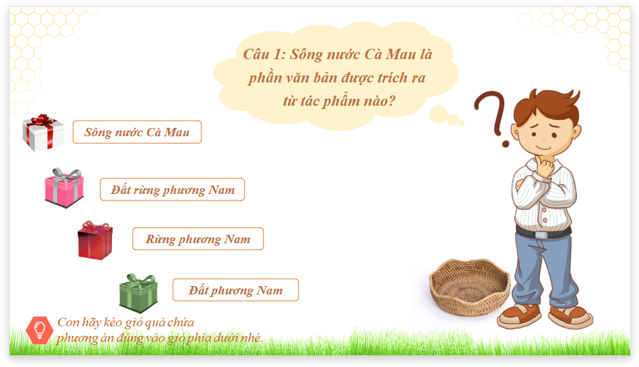 Câu 1: Sông nước Cà Mau là
phần văn bản được trích ra
từ tác phẩm nào?
Sông nước Cà Mau
Đất rừng phương Nam
Rừng phương Nam
Đất phương Nam
Con hãy kéo giỏ quà chứa
phương án đúng vào giỏ phía dưới nhé.